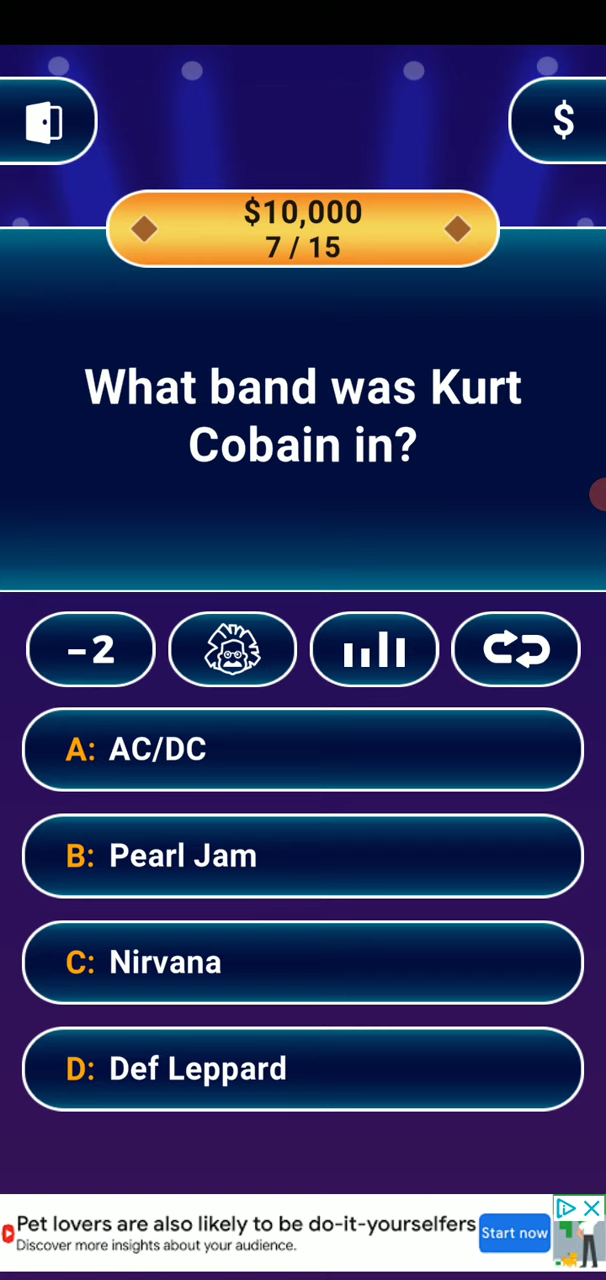 $
$10,000
7 / 15
What band was Kurt
Cobain in?
-2
A: AC/DC
B: Pearl Jam
C: Nirvana
D: Def Leppard
Pet lovers are also likely to be do-it-yourselfers
Discover more insights about your audience.
Start now